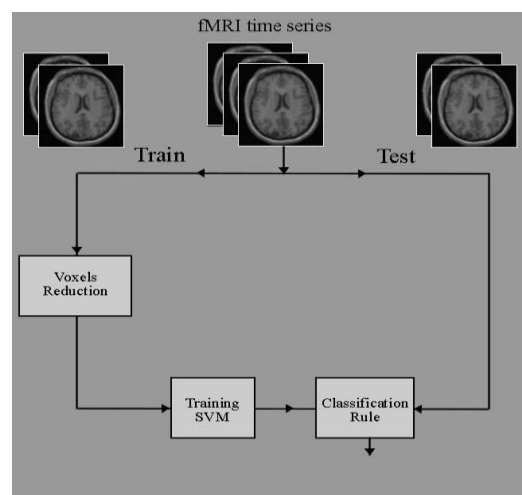 fMRI time series
Train
Test
Voxels
Reduction
Training
SVM
Classification
Rule